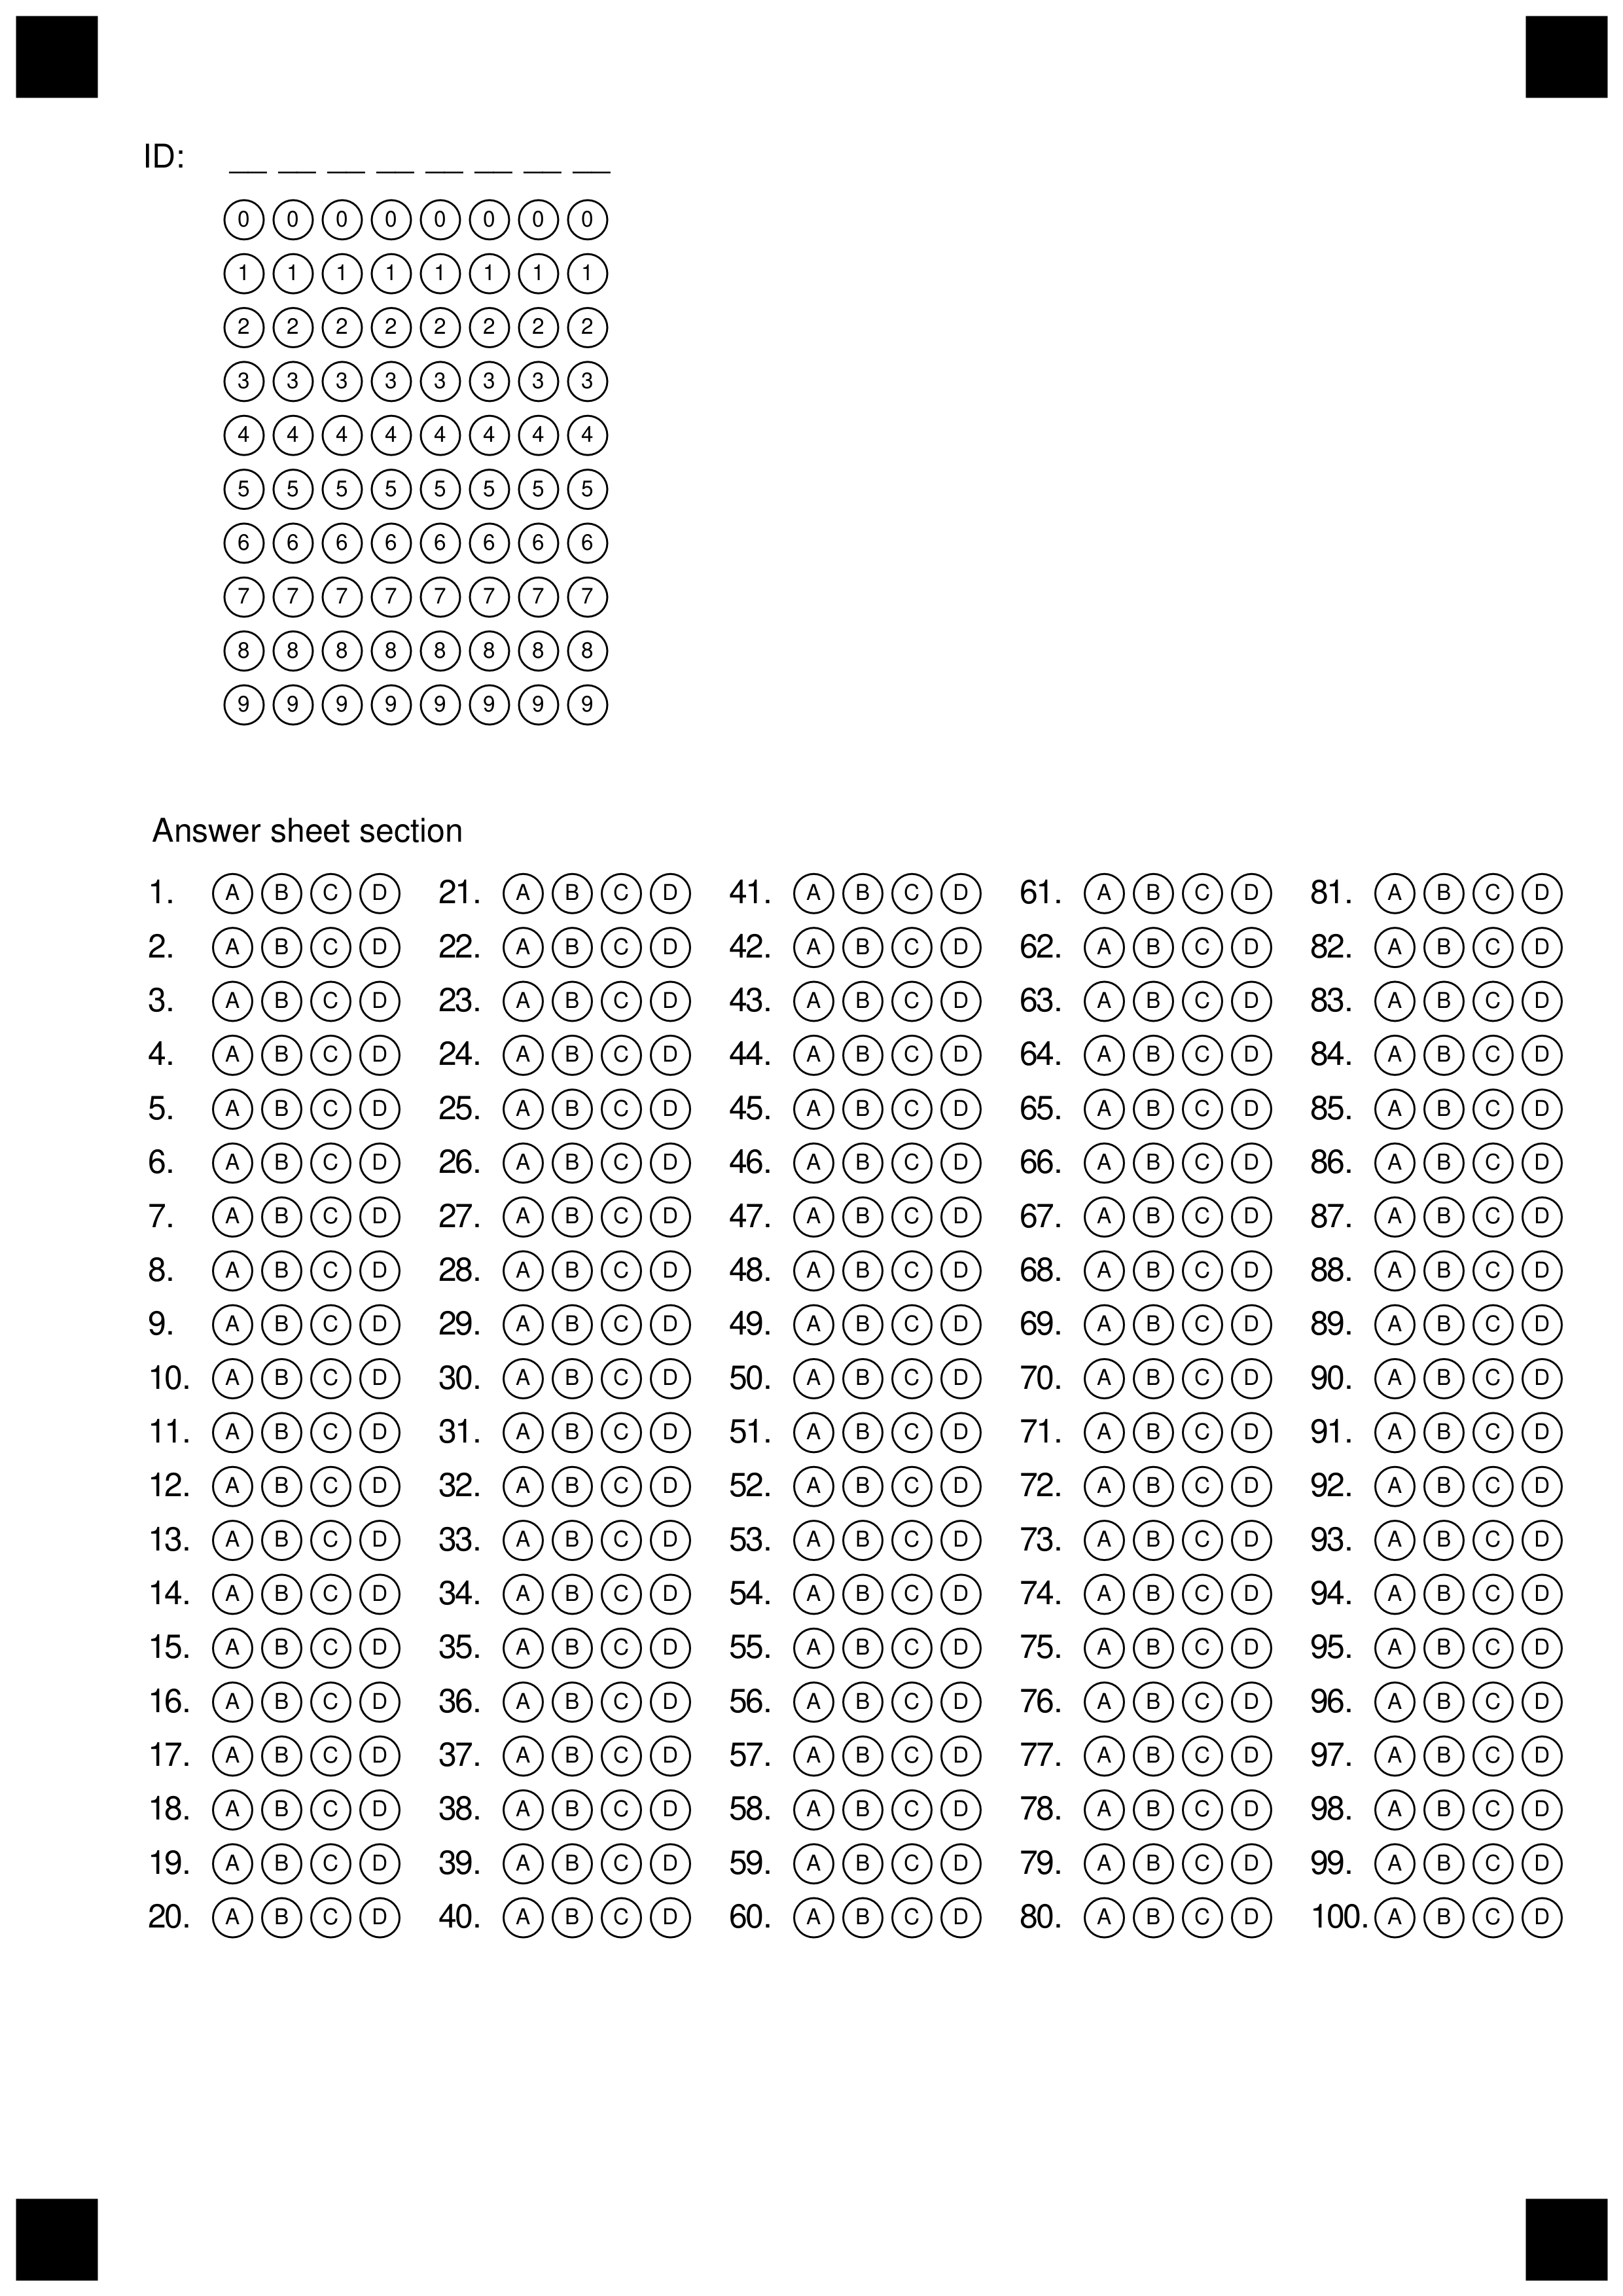 ID: __ __ __ __ __ __ __ __
0 0 0 0 0 0 0 0
1 1 1 1 1 1 1 1
2 2 2 2 2 2 2 2
3 3 3 3 3 3 3 3
4 4 4 4 4 4 4 4
5 5 5 5 5 5 5 5
6 6 6 6 6 6 6 6
7 7 7 7 7 7 7 7
8 8 8 8 8 8 8 8
9 9 9 9 9 9 9 9
Answer sheet section
1. A B C D 21. A B C D 41. A B C D 61. A B C D 81. A B C D
2. A B C D 22. A B C D 42. A B C D 62. A B C D 82. A B C D
3. A B C D 23. A B C D 43. A B C D 63. A B C D 83. A B C D
4. A B C D 24. A B C D 44. A B C D 64. A B C D 84. A B C D
5. A B C D 25. A B C D 45. A B C D 65. A B C D 85. A B C D
6. A B C D 26. A B C D 46. A B C D 66. A B C D 86. A B C D
7. A B C D 27. A B C D 47. A B C D 67. A B C D 87. A B C D
8. A B C D 28. A B C D 48. A B C D 68. A B C D 88. A B C D
9. A B C D 29. A B C D 49. A B C D 69. A B C D 89. A B C D
10. A B C D 30. A B C D 50. A B C D 70. A B C D 90. A B C D
11. A B C D 31. A B C D 51. A B C D 71. A B C D 91. A B C D
12. A B C D 32. A B C D 52. A B C D 72. A B C D 92. A B C D
13. A B C D 33. A B C D 53. A B C D 73. A B C D 93. A B C D
14. A B C D 34. A B C D 54. A B C D 74. A B C D 94. A B C D
15. A B C D 35. A B C D 55. A B C D 75. A B C D 95. A B C D
16. A B C D 36. A B C D 56. A B C D 76. A B C D 96. A B C D
17. A B C D 37. A B C D 57. A B C D 77. A B C D 97. A B C D
18. A B C D 38. A B C D 58. A B C D 78. A B C D 98. A B C D
19. A B C D 39. A B C D 59. A B C D 79. A B C D 99. A B C D
20. A B C D 40. A B C D 60. A B C D 80. A B C D 100. A B C D